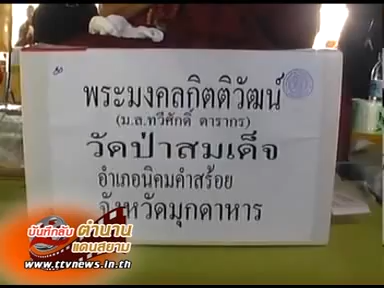 พระมงคลกิตติวัฒน์
(ม.ล.ทวีศักดิ์ ดารากร)
วัดป่าสมเด็จ
อำเภอนิคมคำสร้อย
จังหวัดมุกดาหาร
บันทึกลับ
ตำนาน
แดนสยาม
www.ttvnews.in.th